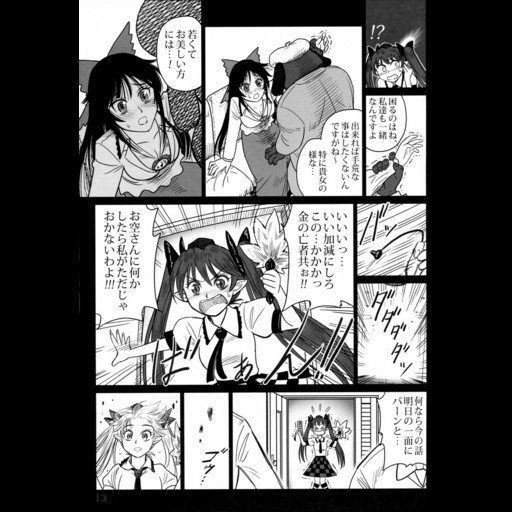 !?
困るのはね
私達も一緒
なんですよ
出来れば手荒な
事はしたくないん
ですがね～
特に貴女の
様な…
若くて
お美しい方
には…！
ダダダダッ
いいいっ…
いい加減にしろ
この…かかかっ
金の亡者共ぉ!!
お空さんに何か
したら私がただじゃ
おかないわよ!!!
ばぁん!!
何なら今の話
明日の一面に
バーンと…
13